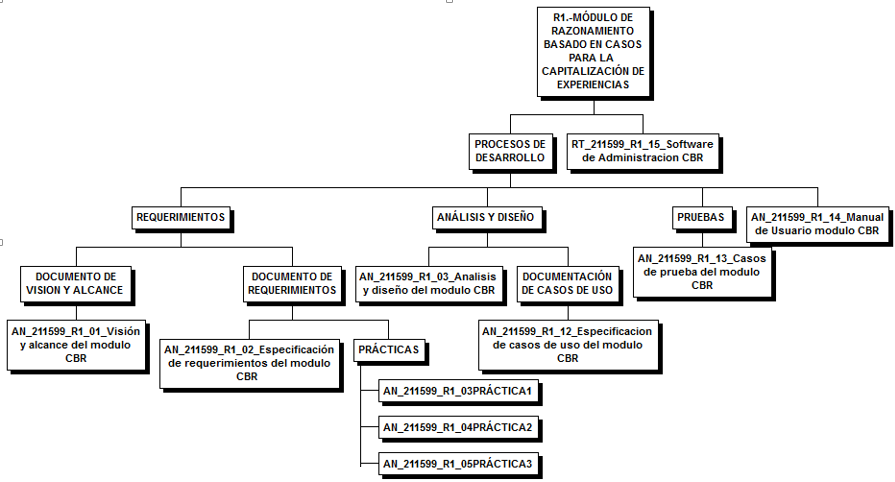 R1.-MÓDULO DE
RAZONAMIENTO
BASADO EN CASOS
PARA LA
CAPITALIZACIÓN DE
EXPERIENCIAS
PROCESOS DE
DESARROLLO
RT_211599_R1_15_Software
de Administracion CBR
REQUERIMIENTOS
ANÁLISIS Y DISEÑO
PRUEBAS
AN_211599_R1_14_Manual
de Usuario modulo CBR
DOCUMENTO DE
VISION Y ALCANCE
DOCUMENTO DE
REQUERIMIENTOS
AN_211599_R1_03_Analisis
y diseño del modulo CBR
DOCUMENTACIÓN
DE CASOS DE USO
AN_211599_R1_13_Casos
de prueba del modulo
CBR
AN_211599_R1_01_Visión
y alcance del modulo
CBR
AN_211599_R1_02_Especificación
de requerimientos del modulo
CBR
PRÁCTICAS
AN_211599_R1_12_Especificacion
de casos de uso del modulo
CBR
AN_211599_R1_03PRÁCTICA1
AN_211599_R1_04PRÁCTICA2
AN_211599_R1_05PRÁCTICA3